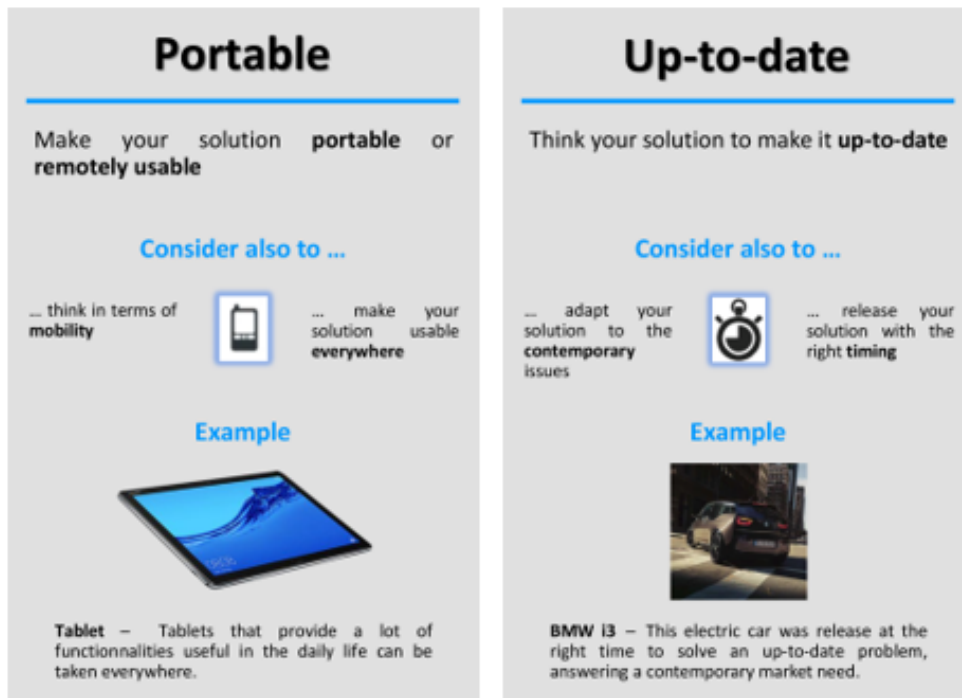 Portable
Make your solution portable or
remotely usable
Consider also to ...
... think in terms of
mobility
... make your
solution usable
everywhere
Example
Tablet – Tablets that provide a lot of
functionnalities useful in the daily life can be
taken everywhere.
Up-to-date
Think your solution to make it up-to-date
Consider also to ...
... adapt your
solution to the
contemporary
issues
... release your
solution with the
right timing
Example
BMW i3 – This electric car was release at the
right time to solve an up-to-date problem,
answering a contemporary market need.